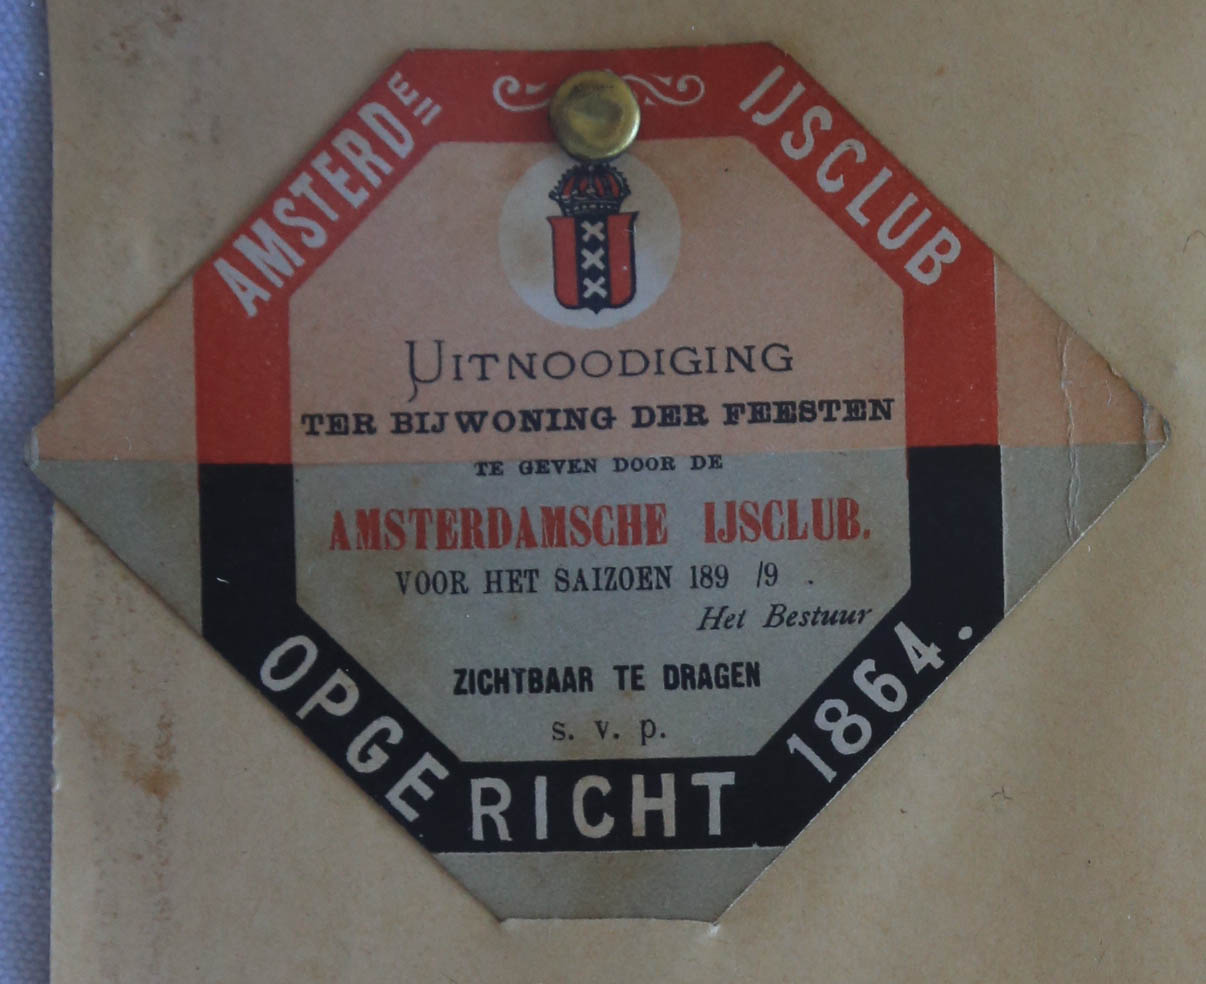 AMSTERDE IJSCLUB
UITNOODIGING
TER BIJWONING DER FEESTEN
TE GEVEN DOOR DE
AMSTERDAMSCHE IJSCLUB.
VOOR HET SAIZOEN 189 /9 .
Het Bestuur
ZICHTBAAR TE DRAGEN
s. v. p.
OPGERICHT 1864.